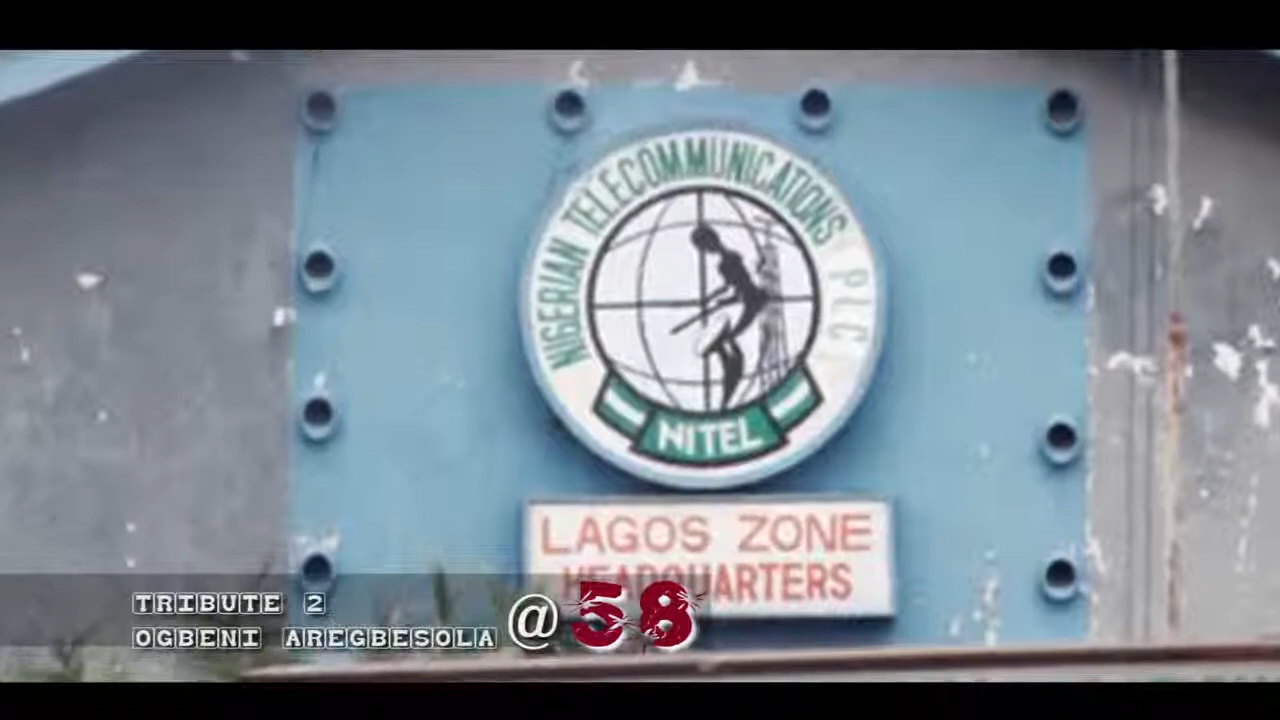 NIGERIAN TELECOMMUNICATIONS PLC
NITEL
LAGOS ZONE
HEADQUARTERS
TRIBUTE 2
OGBENI AREGBESOLA @ 58